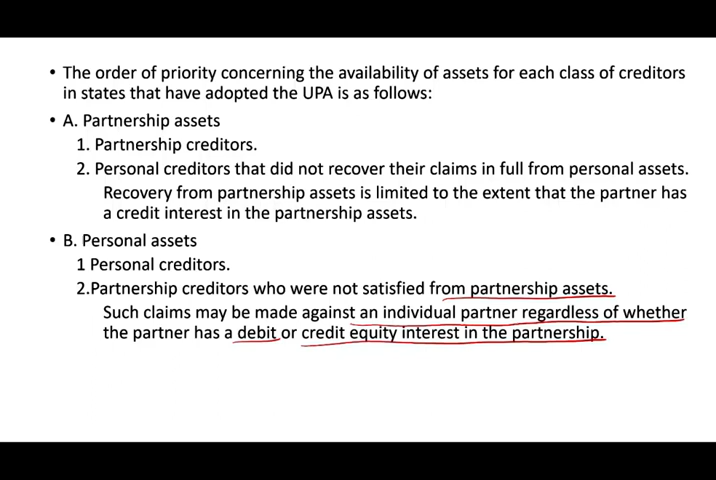 • The order of priority concerning the availability of assets for each class of creditors
in states that have adopted the UPA is as follows:
• A. Partnership assets
1. Partnership creditors.
2. Personal creditors that did not recover their claims in full from personal assets.
Recovery from partnership assets is limited to the extent that the partner has
a credit interest in the partnership assets.
• B. Personal assets
1 Personal creditors.
2.Partnership creditors who were not satisfied from partnership assets.
Such claims may be made against an individual partner regardless of whether
the partner has a debit or credit equity interest in the partnership.